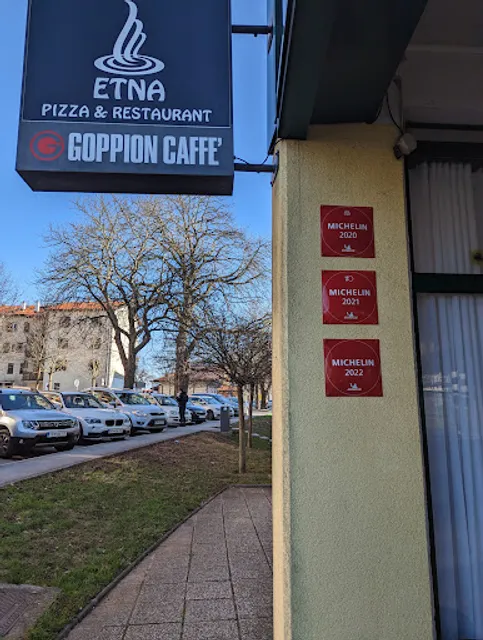 ETNA
PIZZA & RESTAURANT
GOPPION CAFFE'
MICHELIN
2020
MICHELIN
2021
MICHELIN
2022